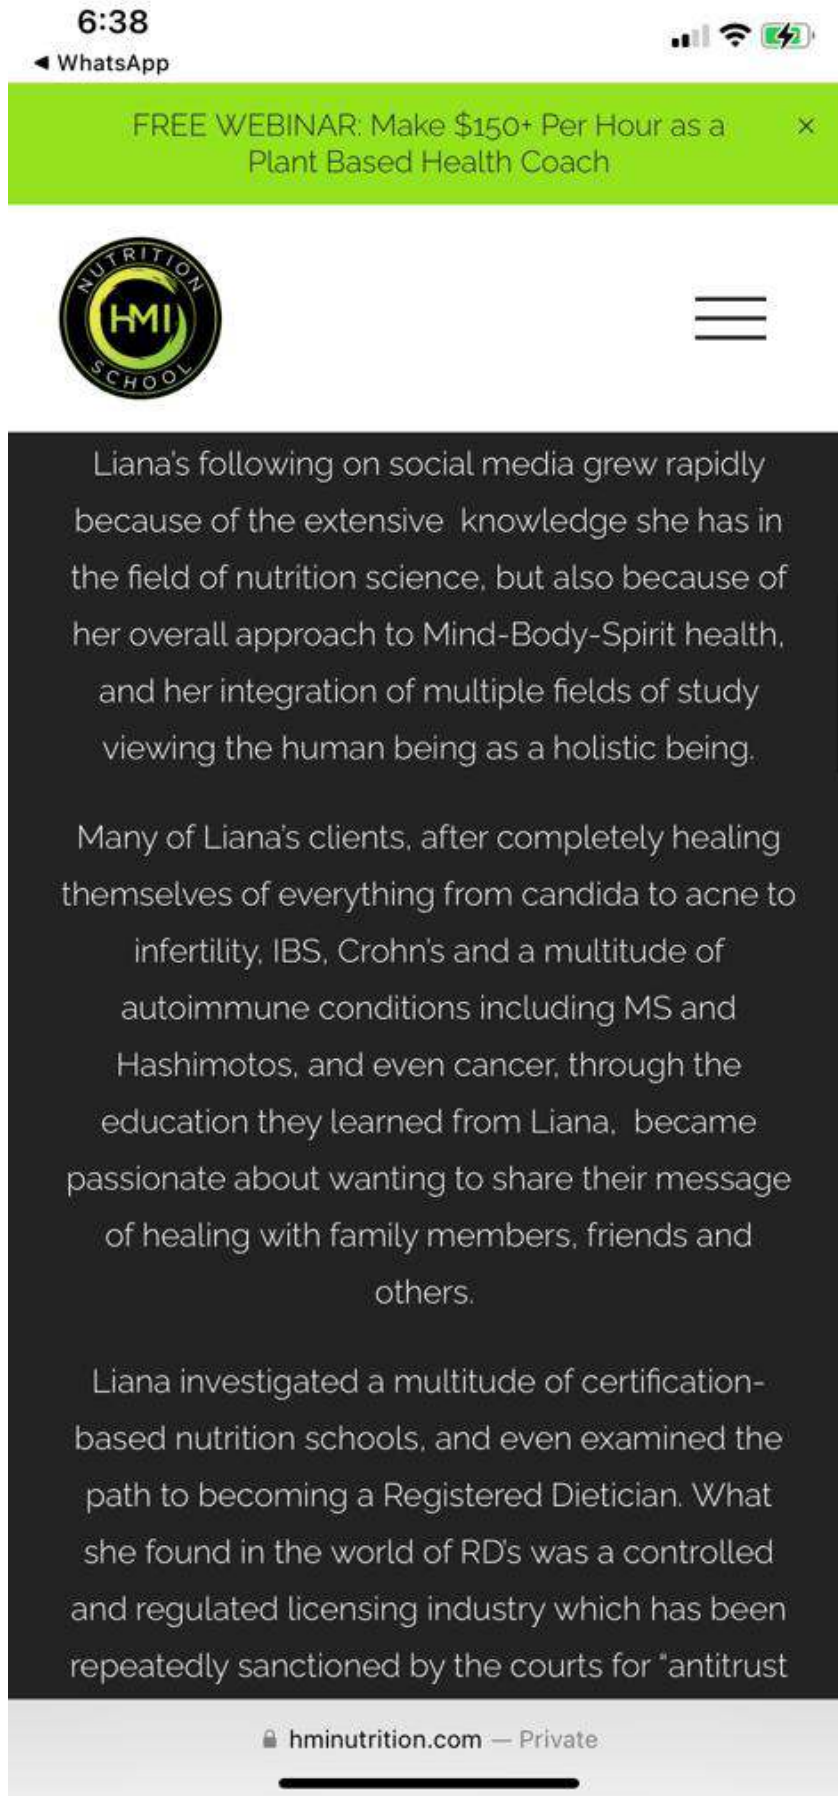 6:38
◀ WhatsApp
FREE WEBINAR: Make $150+ Per Hour as a
Plant Based Health Coach
×
NUTRITION
HMI
SCHOOL
Liana's following on social media grew rapidly
because of the extensive knowledge she has in
the field of nutrition science, but also because of
her overall approach to Mind-Body-Spirit health,
and her integration of multiple fields of study
viewing the human being as a holistic being.
Many of Liana's clients, after completely healing
themselves of everything from candida to acne to
infertility, IBS, Crohn's and a multitude of
autoimmune conditions including MS and
Hashimotos, and even cancer, through the
education they learned from Liana, became
passionate about wanting to share their message
of healing with family members, friends and
others.
Liana investigated a multitude of certification-
based nutrition schools, and even examined the
path to becoming a Registered Dietician. What
she found in the world of RD's was a controlled
and regulated licensing industry which has been
repeatedly sanctioned by the courts for "antitrust
hminutrition.com — Private